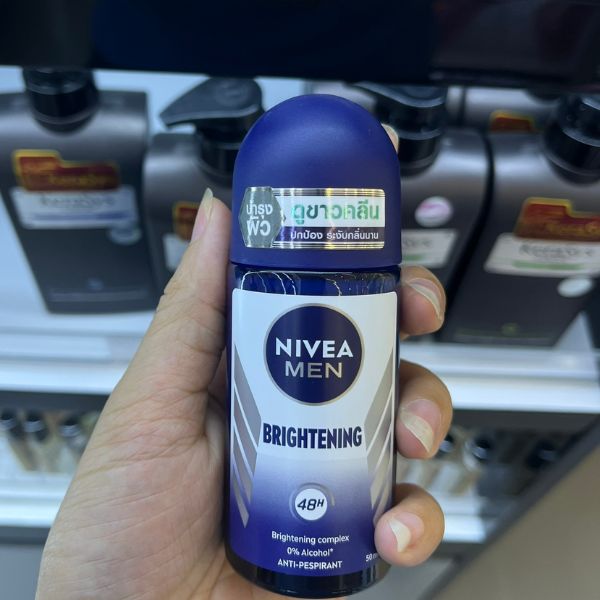 บำรุง
ผิว
ดูขาวคลีน
ปกป้อง ระงับกลิ่นนาน
NIVEA
MEN
BRIGHTENING
48H
Brightening complex
0% Alcohol*
ANTI-PERSPIRANT
50